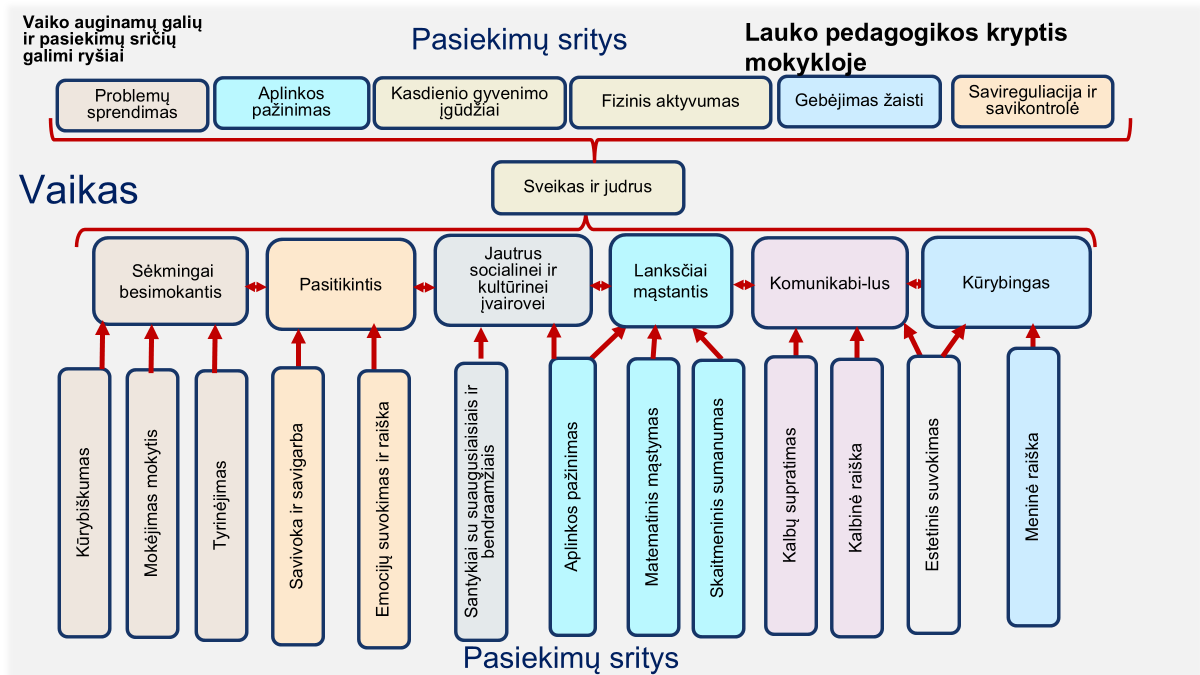 Vaiko auginamų galių
ir pasiekimų sričių
galimi ryšiai
Pasiekimų sritys
Lauko pedagogikos kryptis
mokykloje
Problemų
sprendimas
Aplinkos
pažinimas
Kasdienio gyvenimo
įgūdžiai
Fizinis aktyvumas
Gebėjimas žaisti
Savireguliacija ir
savikontrolė
Vaikas
Sveikas ir judrus
Sėkmingai
besimokantis
Pasitikintis
Jautrus
socialinei ir
kultūrinei
įvairovei
Lanksčiai
mąstantis
Komunikabi-lus
Kūrybingas
Kūrybiškumas
Mokėjimas mokytis
Tyrinėjimas
Savivoka ir savigarba
Emocijų suvokimas ir raiška
Santykiai su suaugusiaisiais ir
bendraamžiais
Aplinkos pažinimas
Matematinis mąstymas
Skaitmeninis sumanumas
Kalbų supratimas
Kalbinė raiška
Estetinis suvokimas
Meninė raiška
Pasiekimų sritys